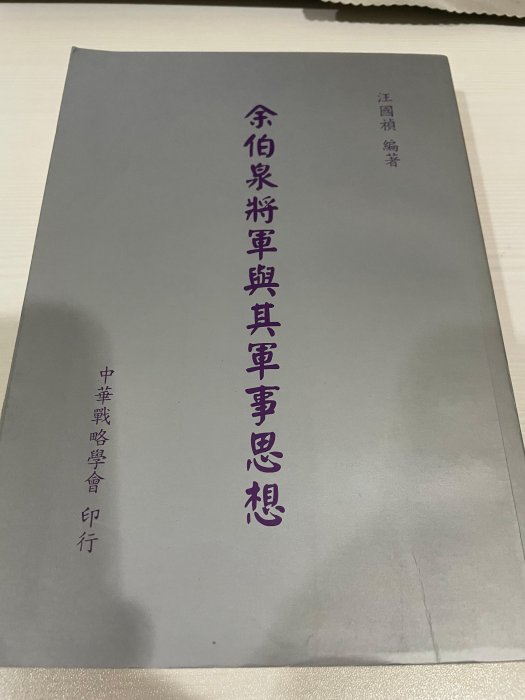 汪國禎 編著
余伯泉將軍與其軍事思想
中華戰略學會 印行